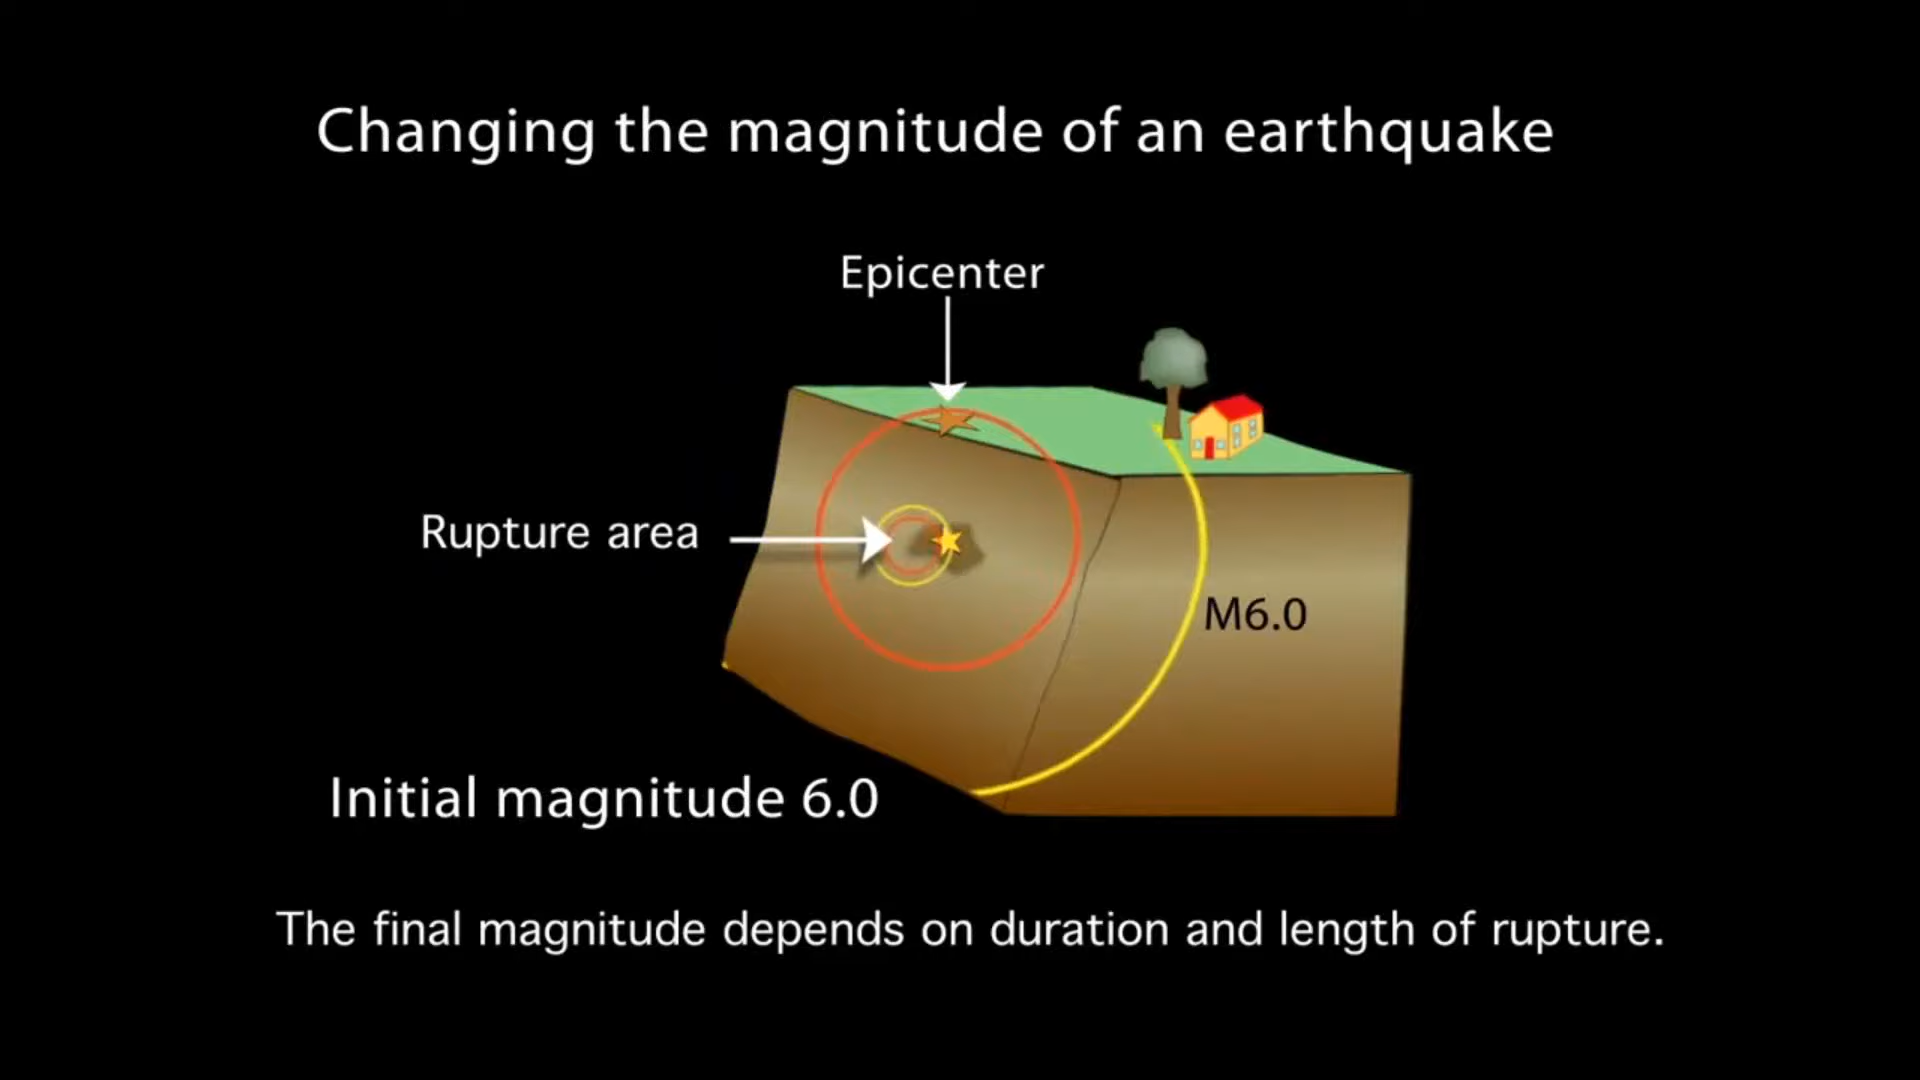 Changing the magnitude of an earthquake
Epicenter
Rupture area
M6.0
Initial magnitude 6.0
The final magnitude depends on duration and length of rupture.